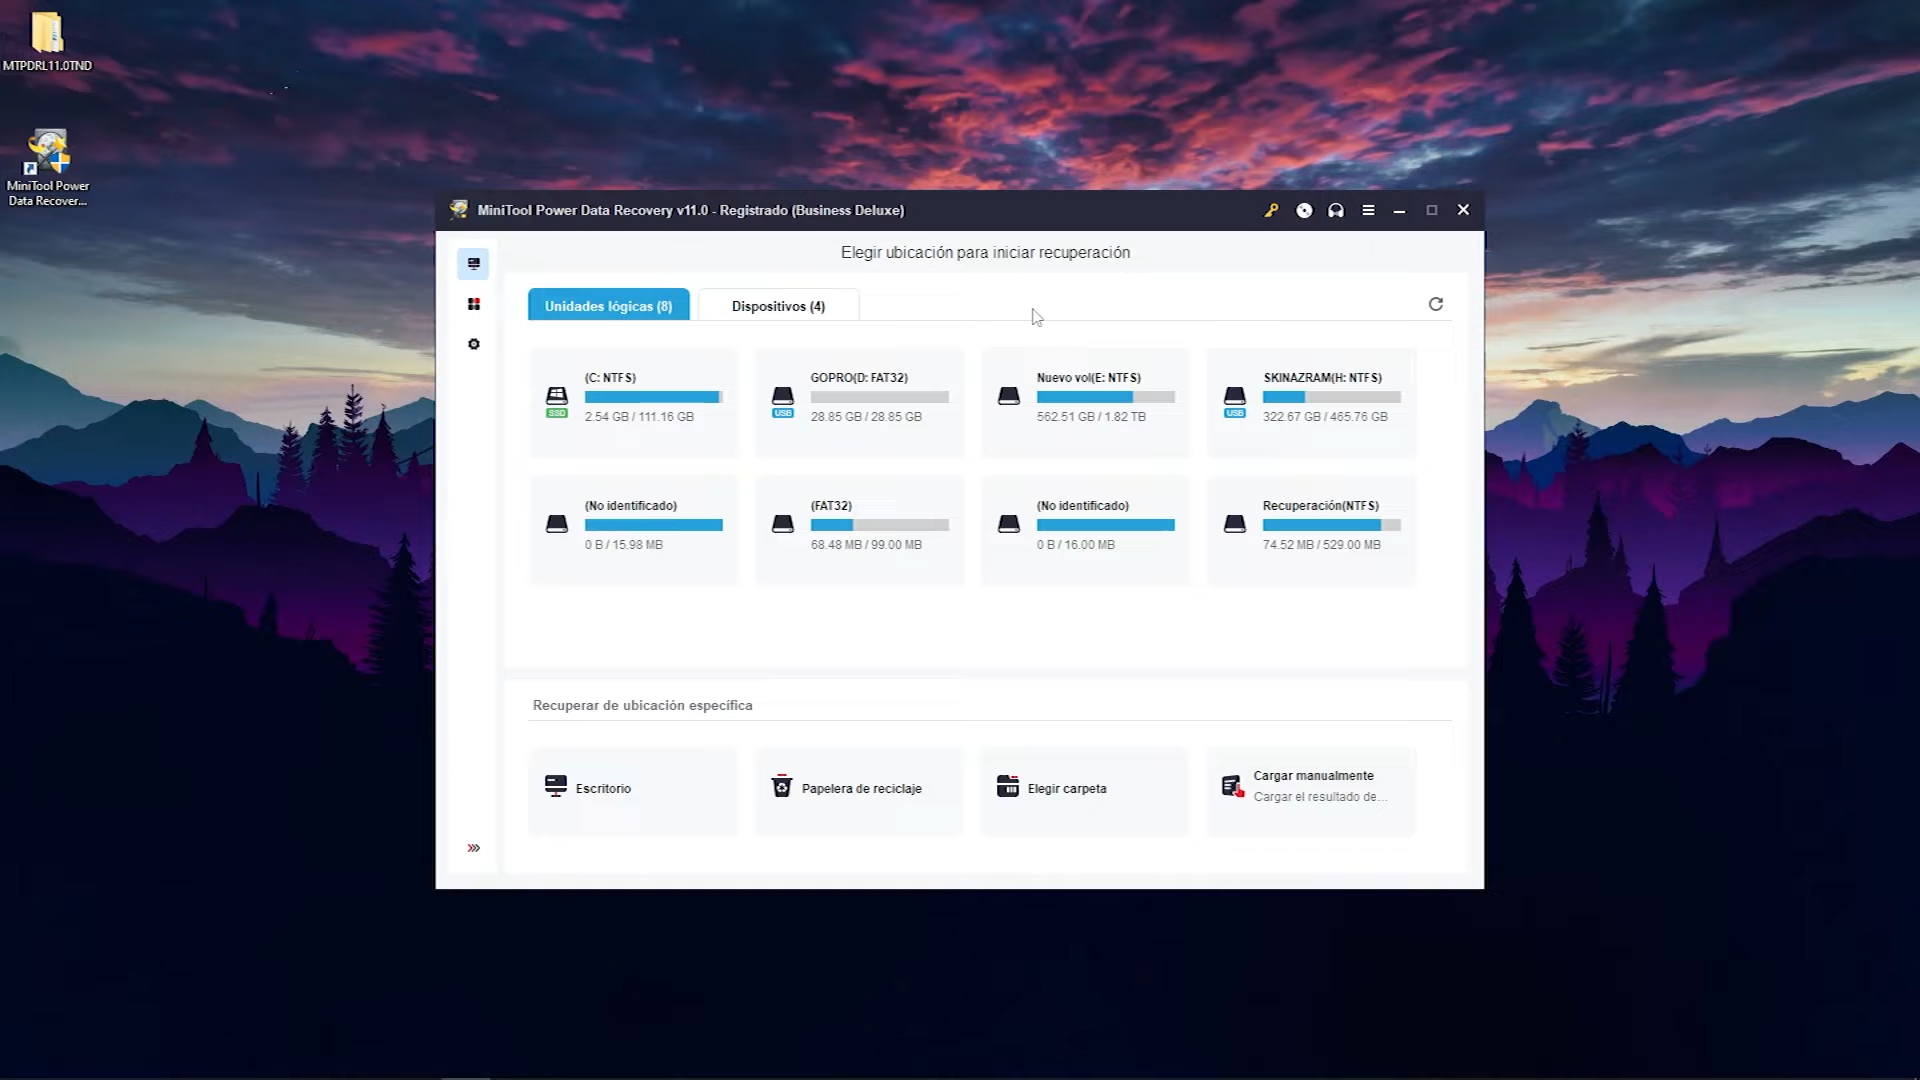 MTPDRL11.0TND
MiniTool Power
Data Recover...
MiniTool Power Data Recovery v11.0 - Registrado (Business Deluxe)
Elegir ubicación para iniciar recuperación
Unidades lógicas (8)
Dispositivos (4)
(C: NTFS)
SSD
2.54 GB / 111.16 GB
GOPRO(D: FAT32)
USB
28.85 GB / 28.85 GB
Nuevo vol(E: NTFS)
562.51 GB / 1.82 TB
SKINAZRAM(H: NTFS)
USB
322.67 GB / 465.76 GB
(No identificado)
0 B / 15.98 MB
(FAT32)
68.48 MB / 99.00 MB
(No identificado)
0 B / 16.00 MB
Recuperación(NTFS)
74.52 MB / 529.00 MB
Recuperar de ubicación específica
Escritorio
Papelera de reciclaje
Elegir carpeta
Cargar manualmente
Cargar el resultado de...